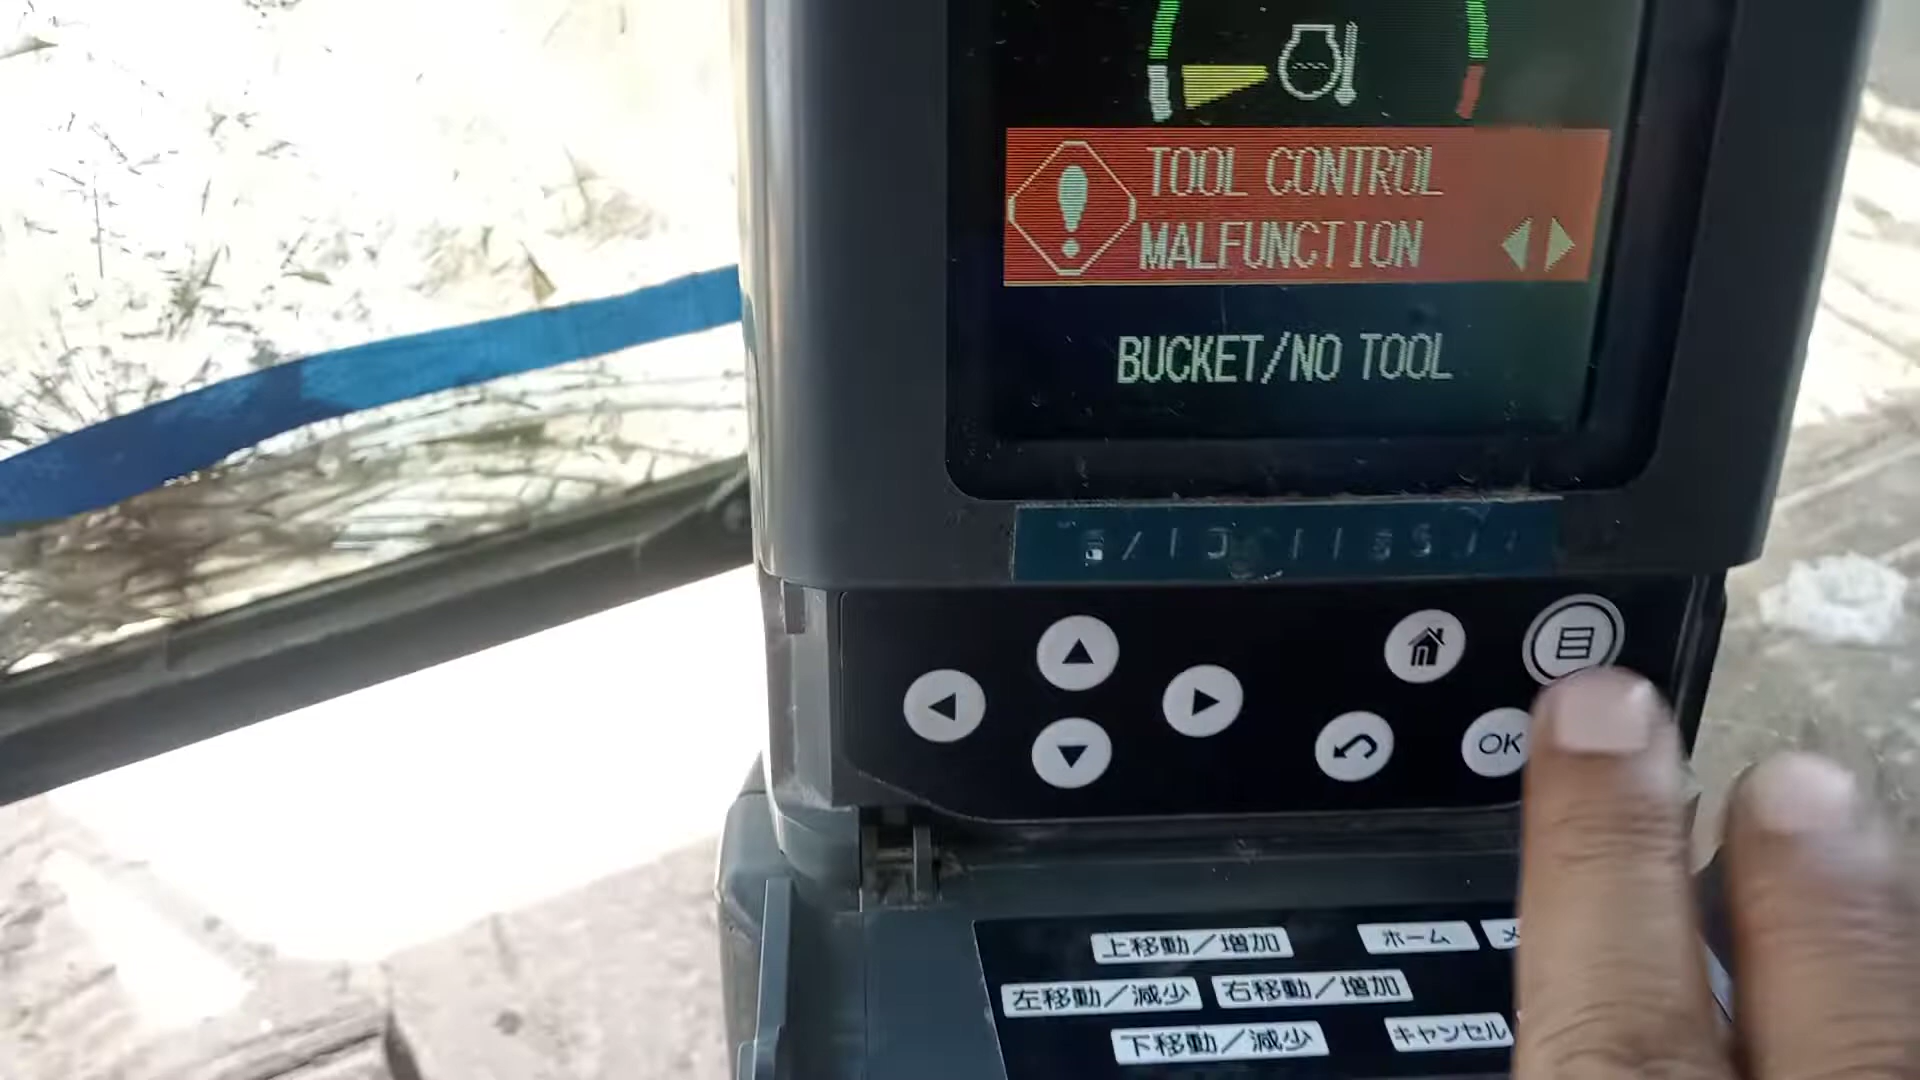 TOOL CONTROL
MALFUNCTION
BUCKET/NO TOOL
OK
上移動／増加
ホーム
左移動／減少
右移動／増加
下移動／減少
キャンセル